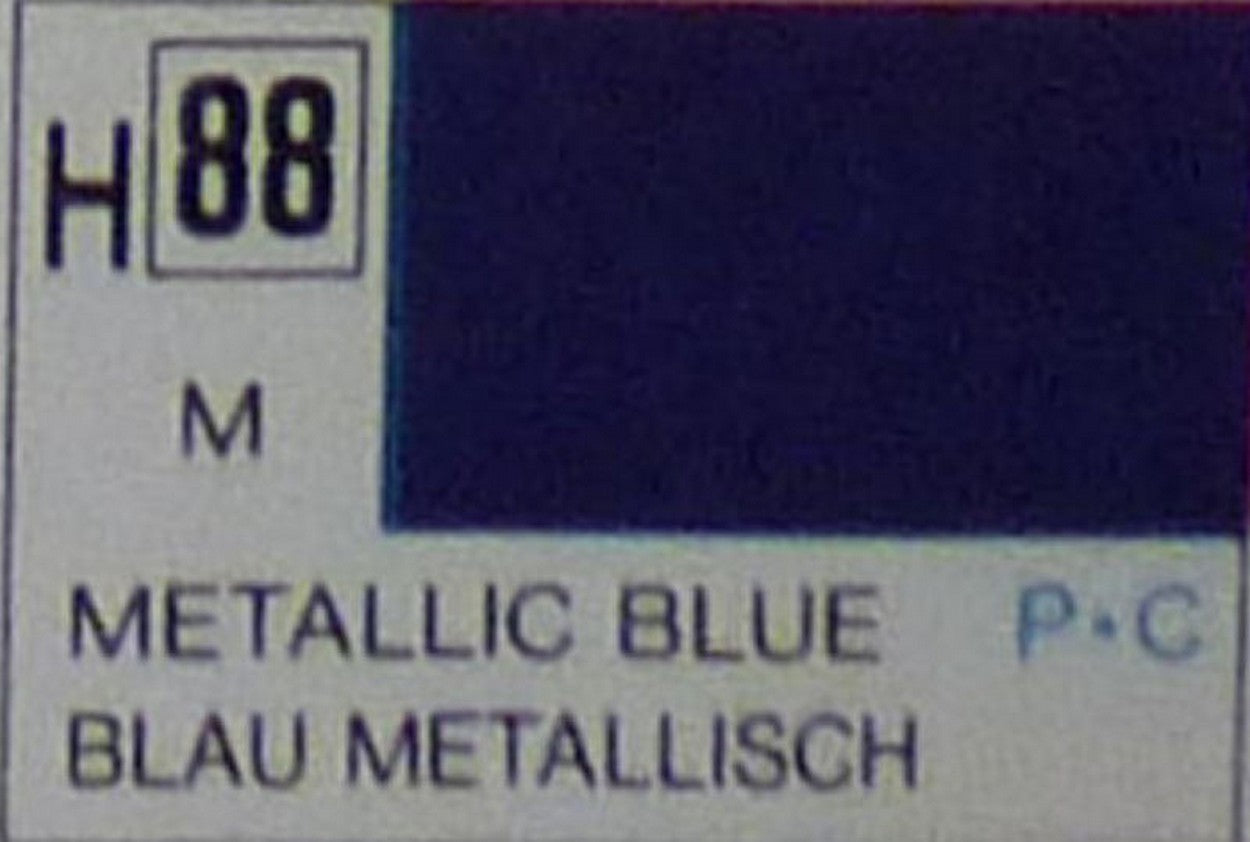 H 88
M
METALLIC BLUE P·C
BLAU METALLISCH